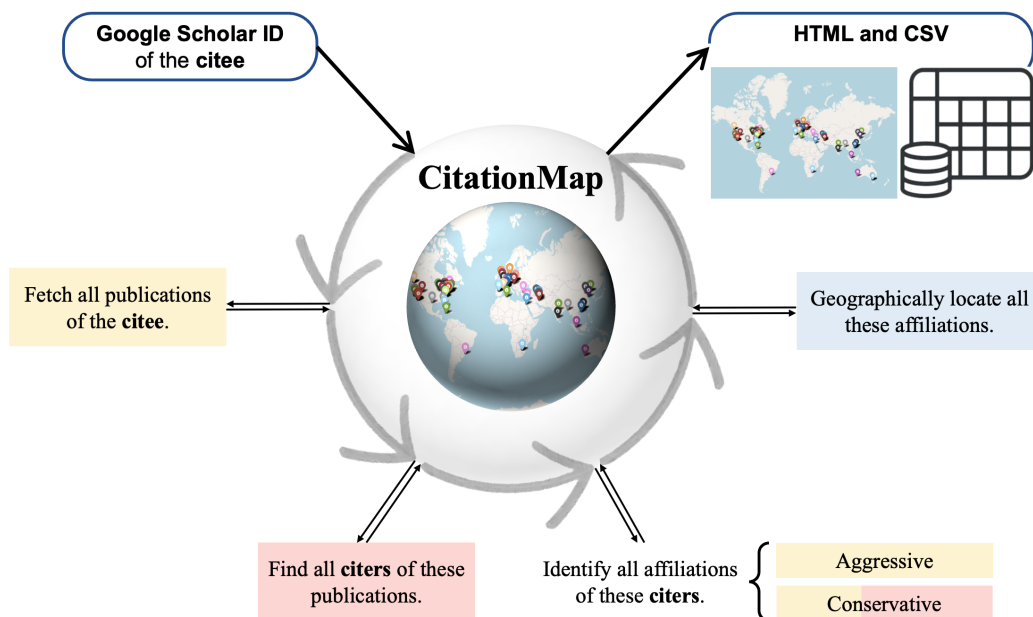 Google Scholar ID
of the citee
HTML and CSV
CitationMap
Fetch all publications
of the citee.
Geographically locate all
these affiliations.
Find all citers of these
publications.
Identify all affiliations
of these citers.
Aggressive
Conservative